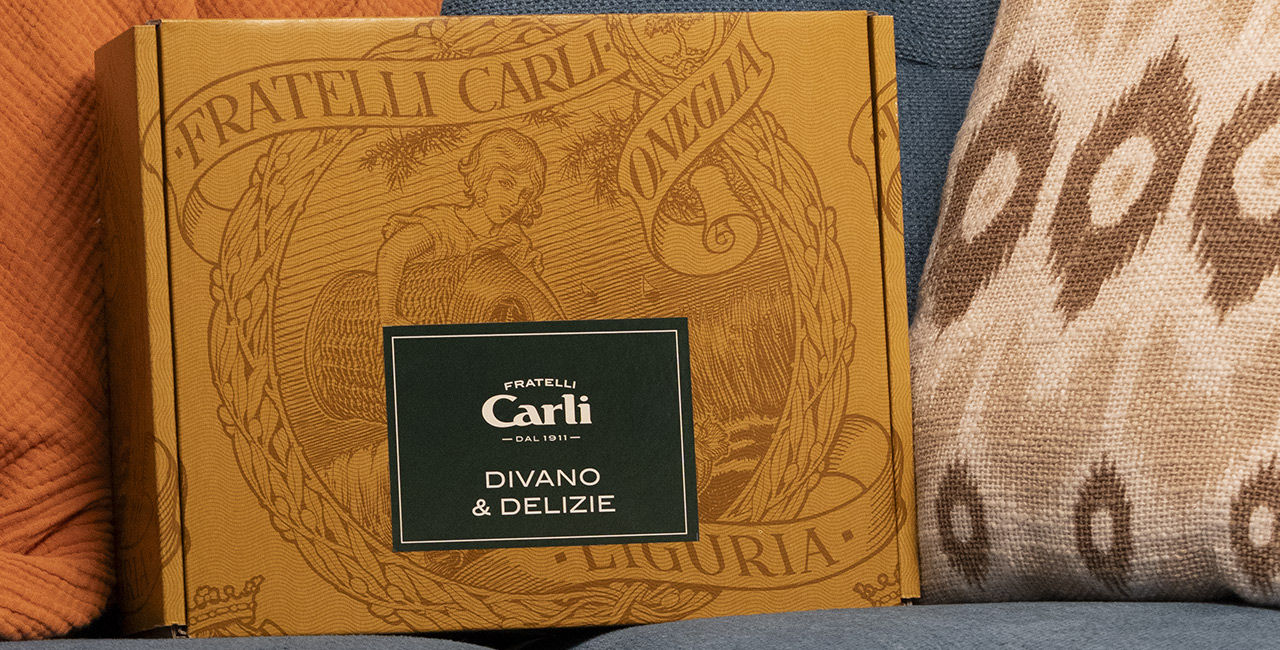 ·FRATELLI CARLI·
ONEGLIA
FRATELLI
Carli
— DAL 1911 —
DIVANO
& DELIZIE
·LIGURIA·